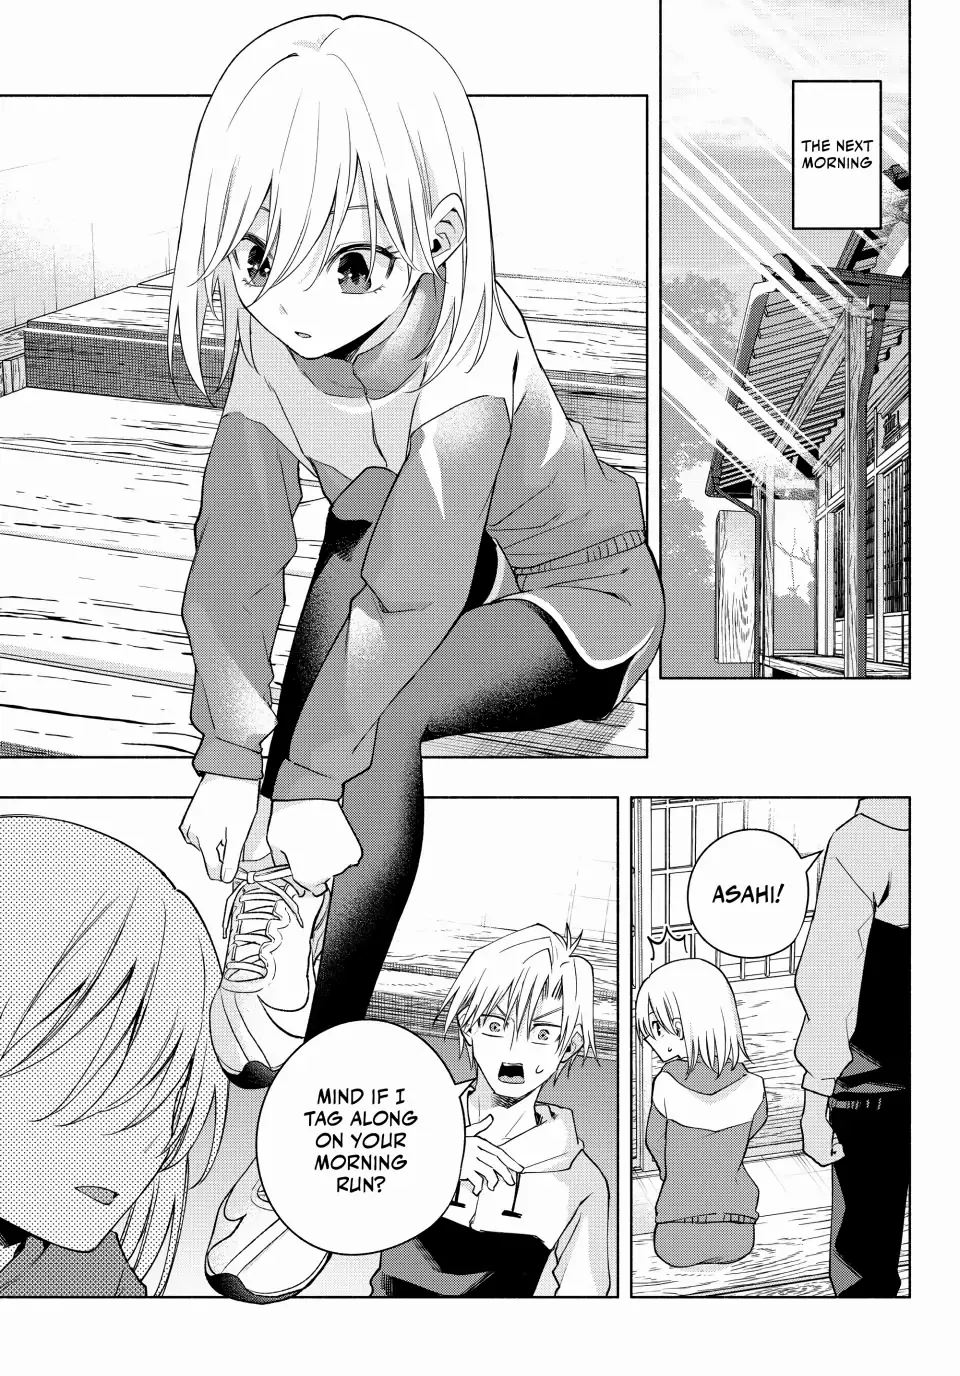 THE NEXT
MORNING
ASAHI!
MIND IF I
TAG ALONG
ON YOUR
MORNING
RUN?